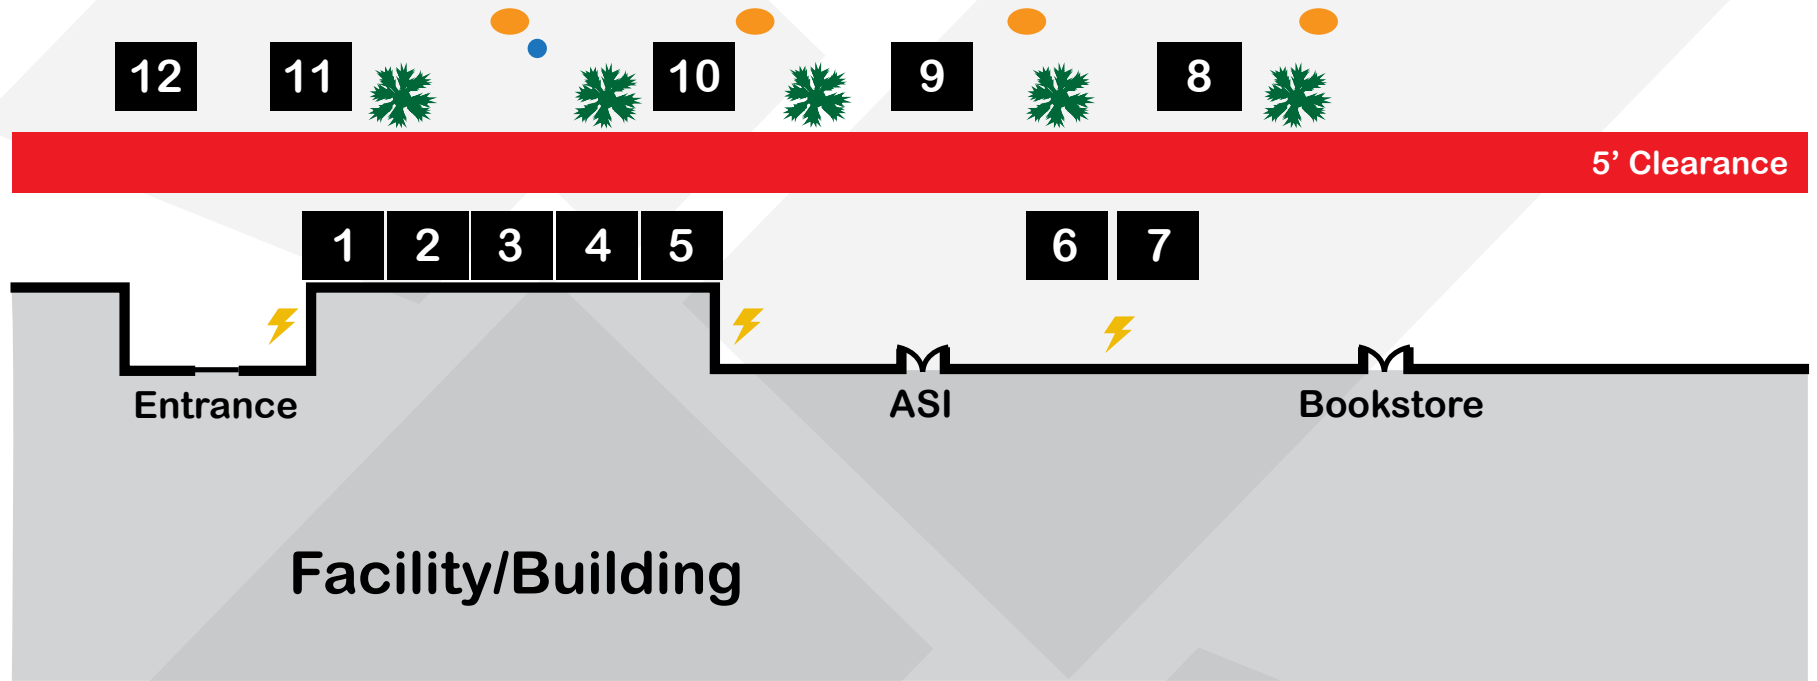 12 11 10 9 8
5’ Clearance
1 2 3 4 5 6 7
Entrance
ASI
Bookstore
Facility/Building